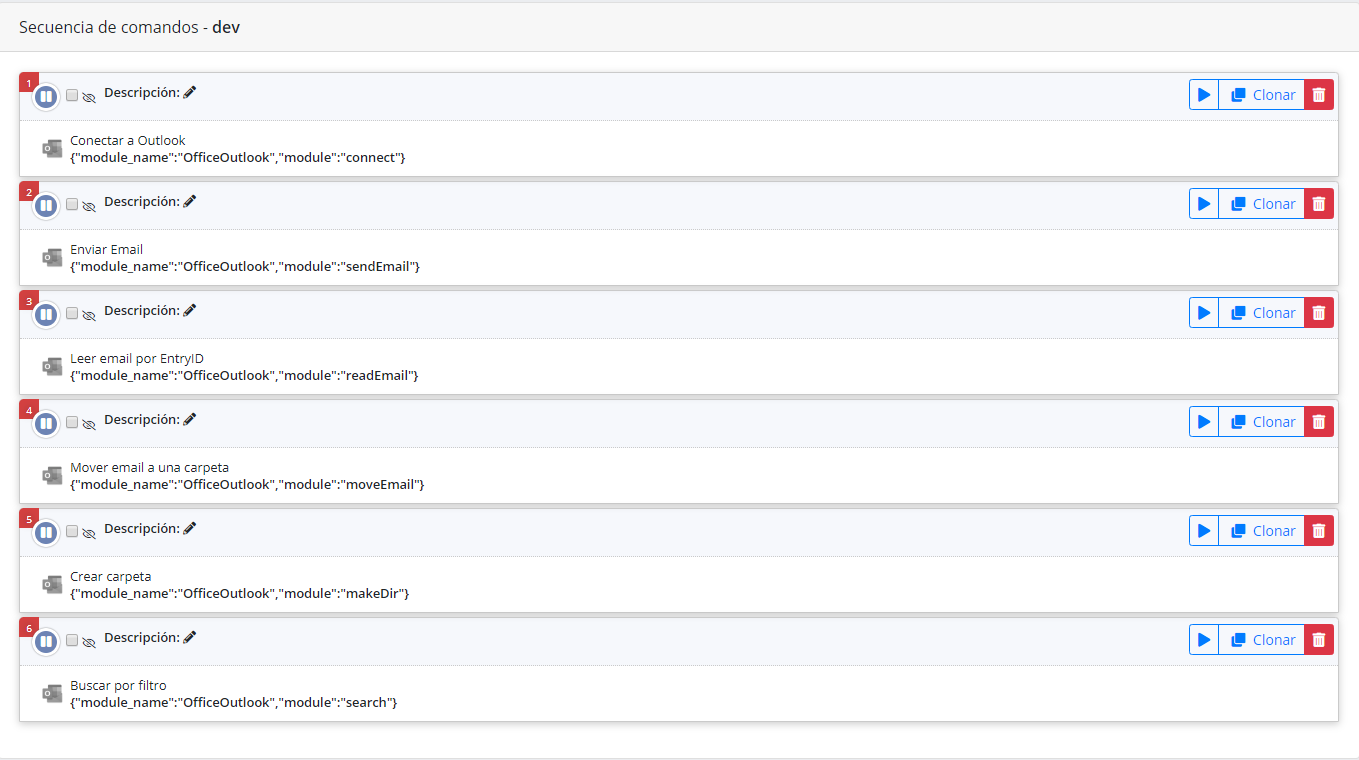 Secuencia de comandos - dev
1
Descripción:
Clonar
Conectar a Outlook
{"module_name":"OfficeOutlook","module":"connect"}
2
Descripción:
Clonar
Enviar Email
{"module_name":"OfficeOutlook","module":"sendEmail"}
3
Descripción:
Clonar
Leer email por EntryID
{"module_name":"OfficeOutlook","module":"readEmail"}
4
Descripción:
Clonar
Mover email a una carpeta
{"module_name":"OfficeOutlook","module":"moveEmail"}
5
Descripción:
Clonar
Crear carpeta
{"module_name":"OfficeOutlook","module":"makeDir"}
6
Descripción:
Clonar
Buscar por filtro
{"module_name":"OfficeOutlook","module":"search"}